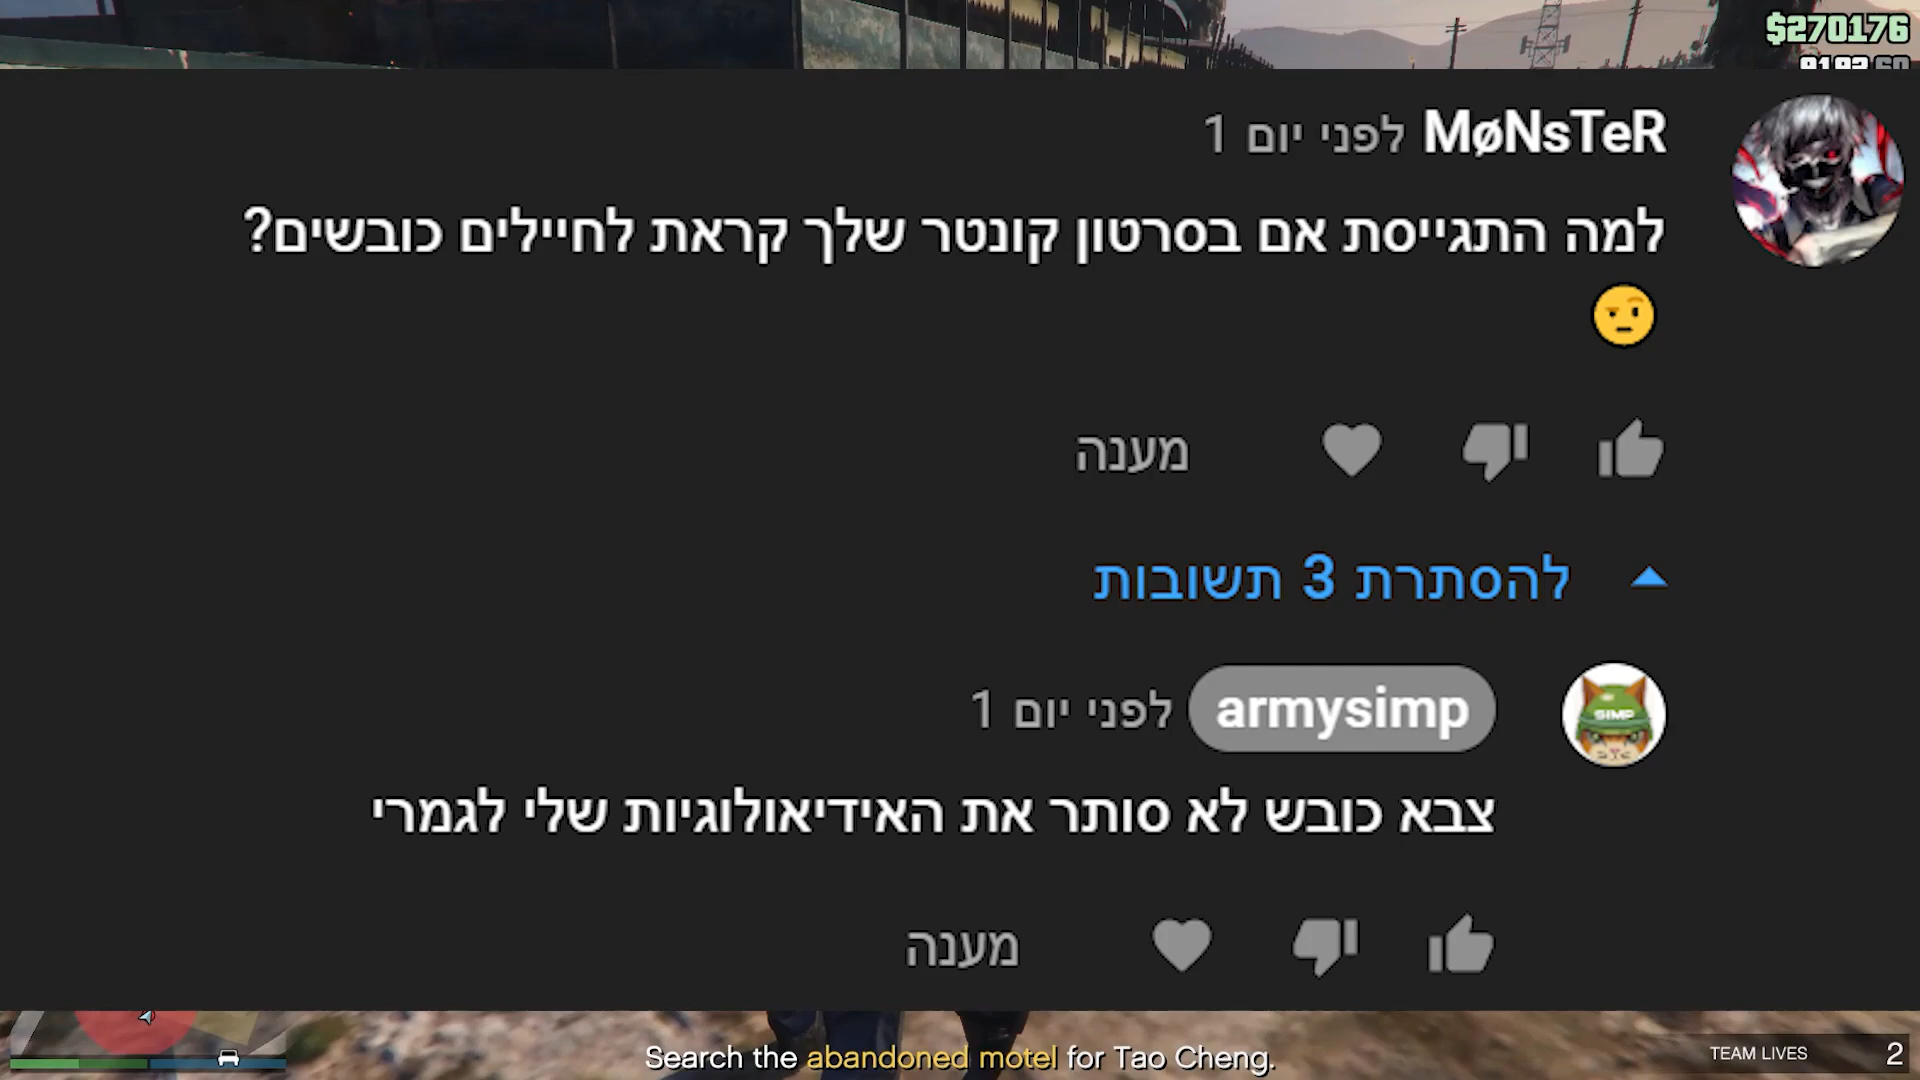 $270176
MøNsTeR לפני יום 1
למה התגייסת אם בסרטון קונטר שלך קראת לחיילים כובשים?
מענה
להסתרת 3 תשובות
armysimp לפני יום 1
SIMP
צבא כובש לא סותר את האידיאולוגיות שלי לגמרי
מענה
Search the abandoned motel for Tao Cheng.
TEAM LIVES 2